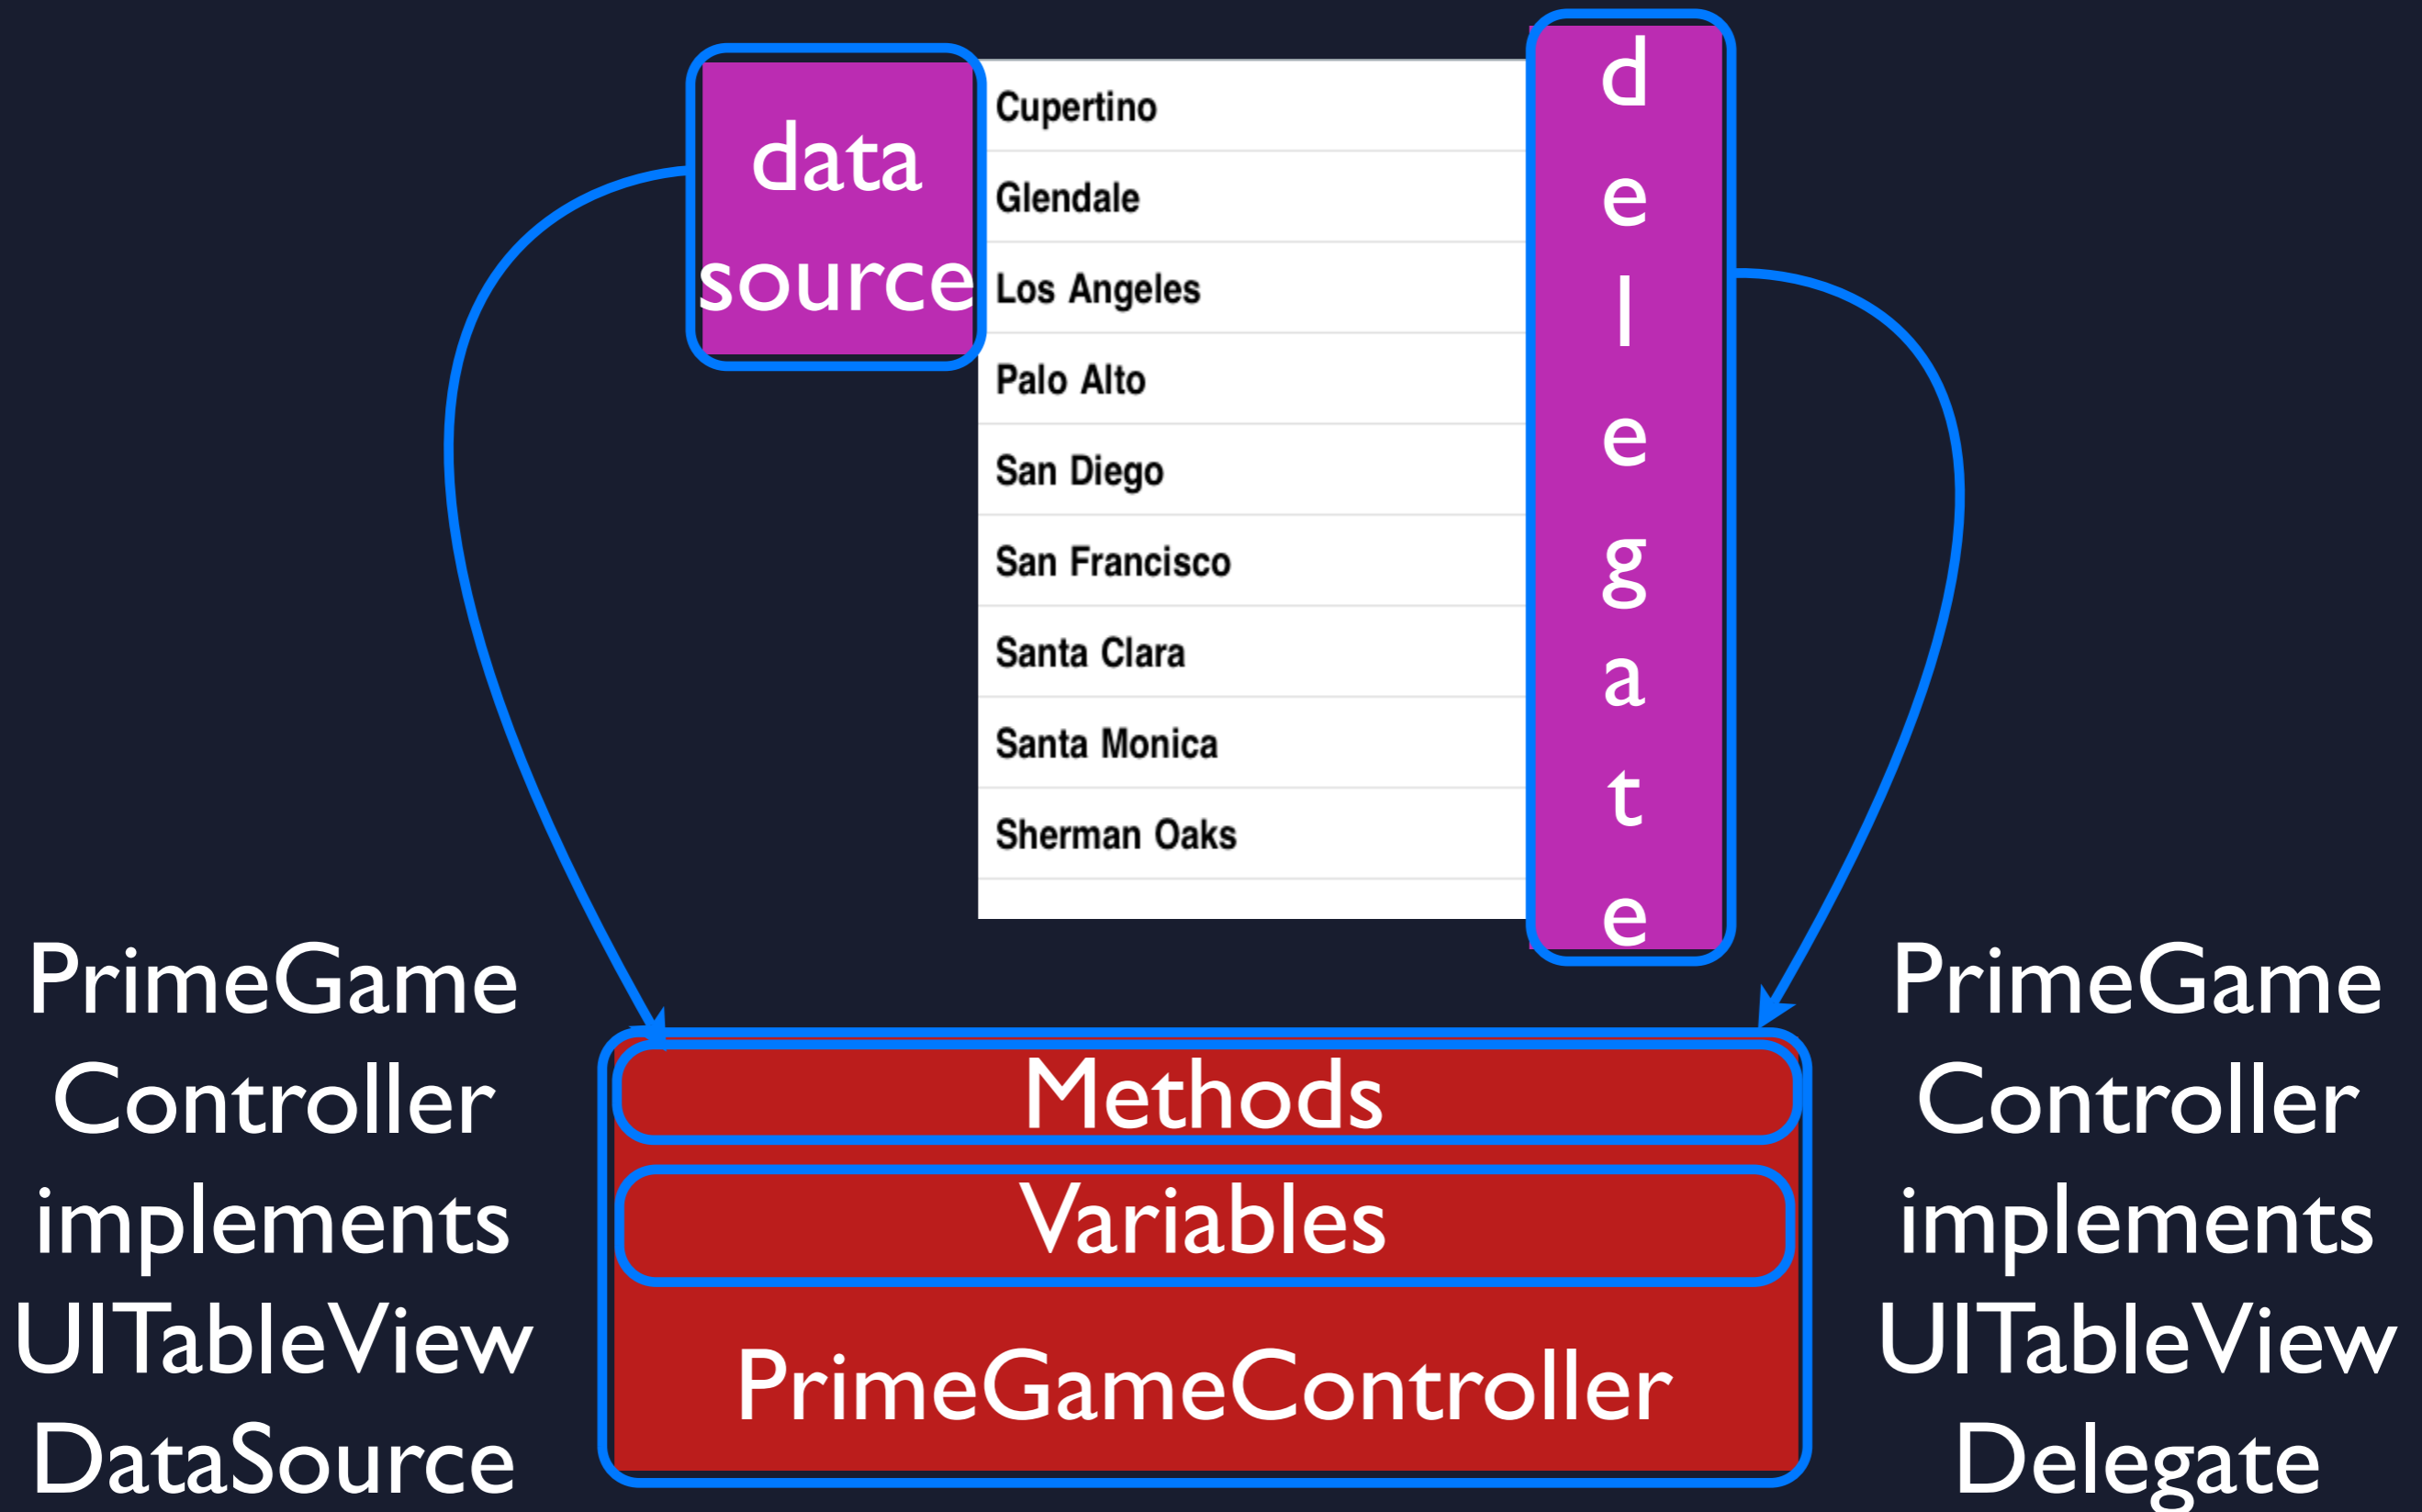 data
source
Cupertino
Glendale
Los Angeles
Palo Alto
San Diego
San Francisco
Santa Clara
Santa Monica
Sherman Oaks
d
e
l
e
g
a
t
e
PrimeGame
Controller
implements
UITableView
DataSource
Methods
Variables
PrimeGameController
PrimeGame
Controller
implements
UITableView
Delegate